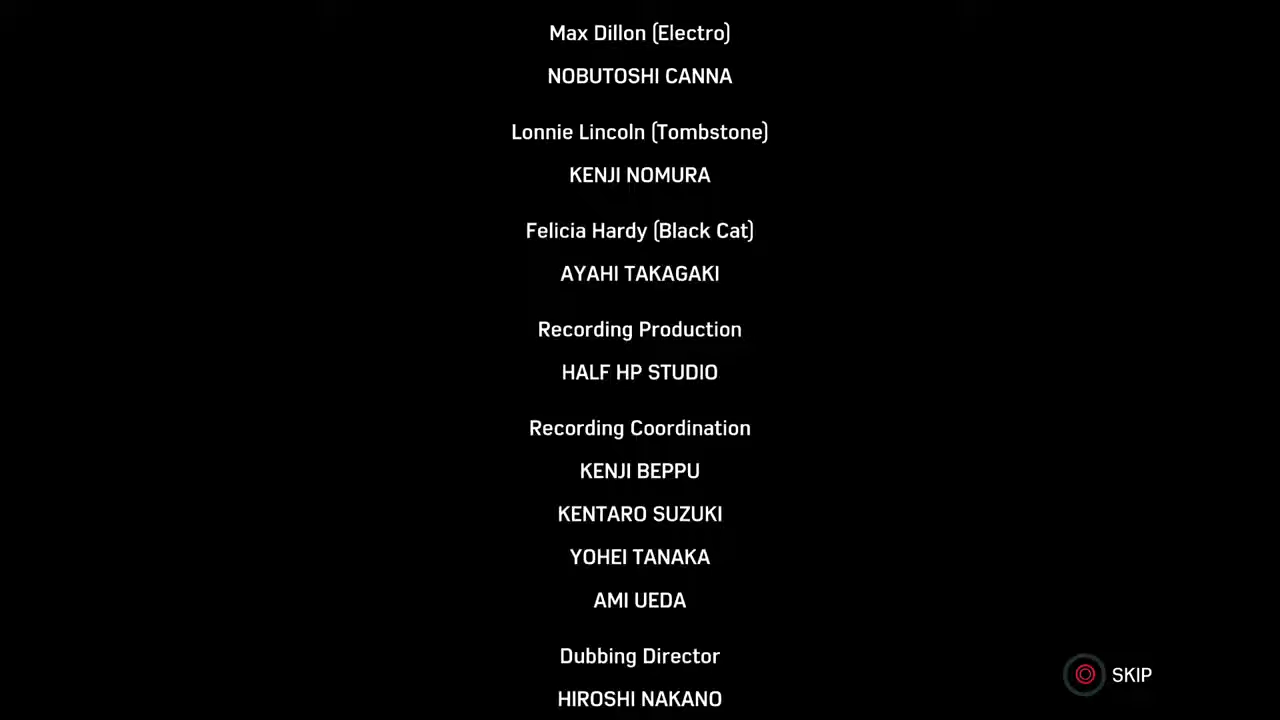 Max Dillon (Electro)
NOBUTOSHI CANNA
Lonnie Lincoln (Tombstone)
KENJI NOMURA
Felicia Hardy (Black Cat)
AYAHI TAKAGAKI
Recording Production
HALF HP STUDIO
Recording Coordination
KENJI BEPPU
KENTARO SUZUKI
YOHEI TANAKA
AMI UEDA
Dubbing Director
HIROSHI NAKANO
SKIP